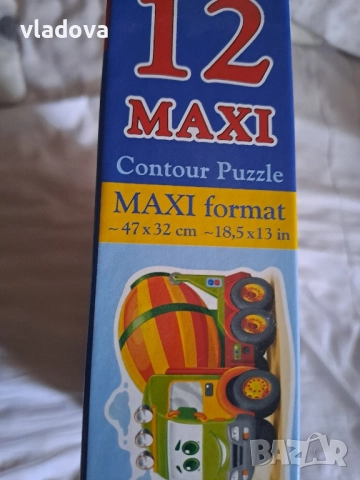 vladova
12
MAXI
Contour Puzzle
MAXI format
~47x32 cm ~18,5x13 in
BAZAR